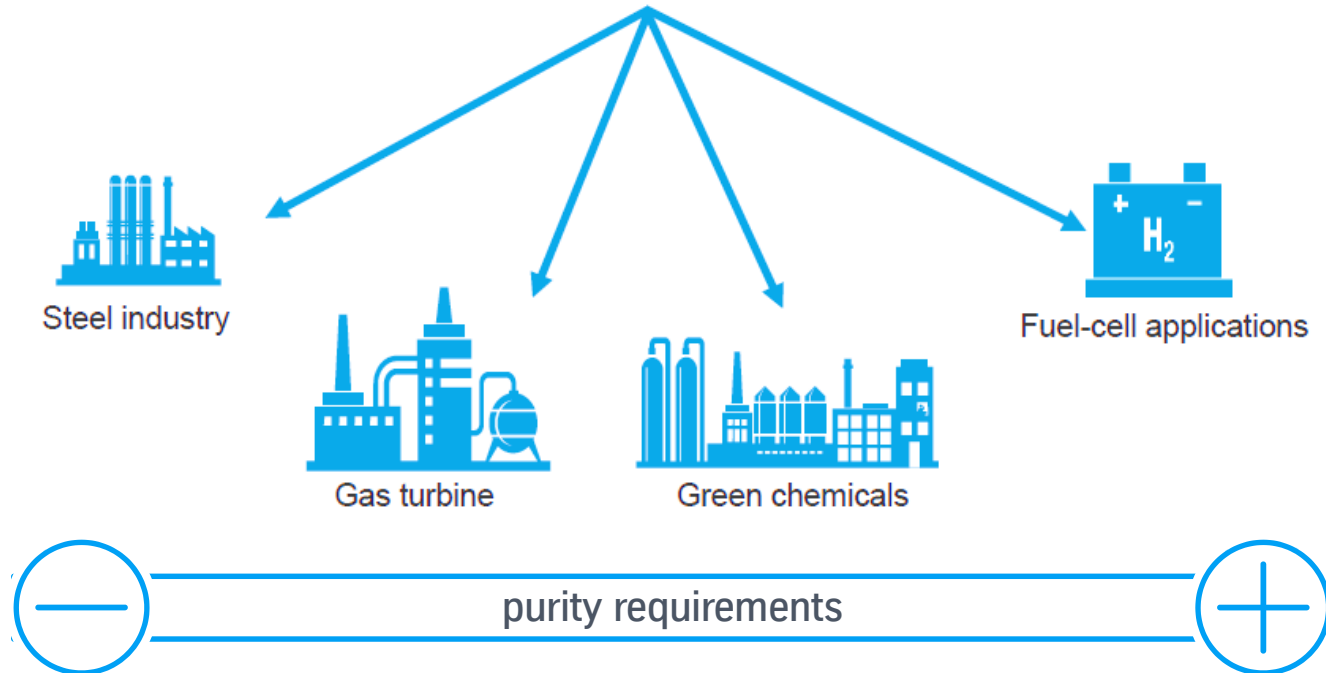 + −
H₂
Steel industry
Fuel-cell applications
Gas turbine
Green chemicals
purity requirements